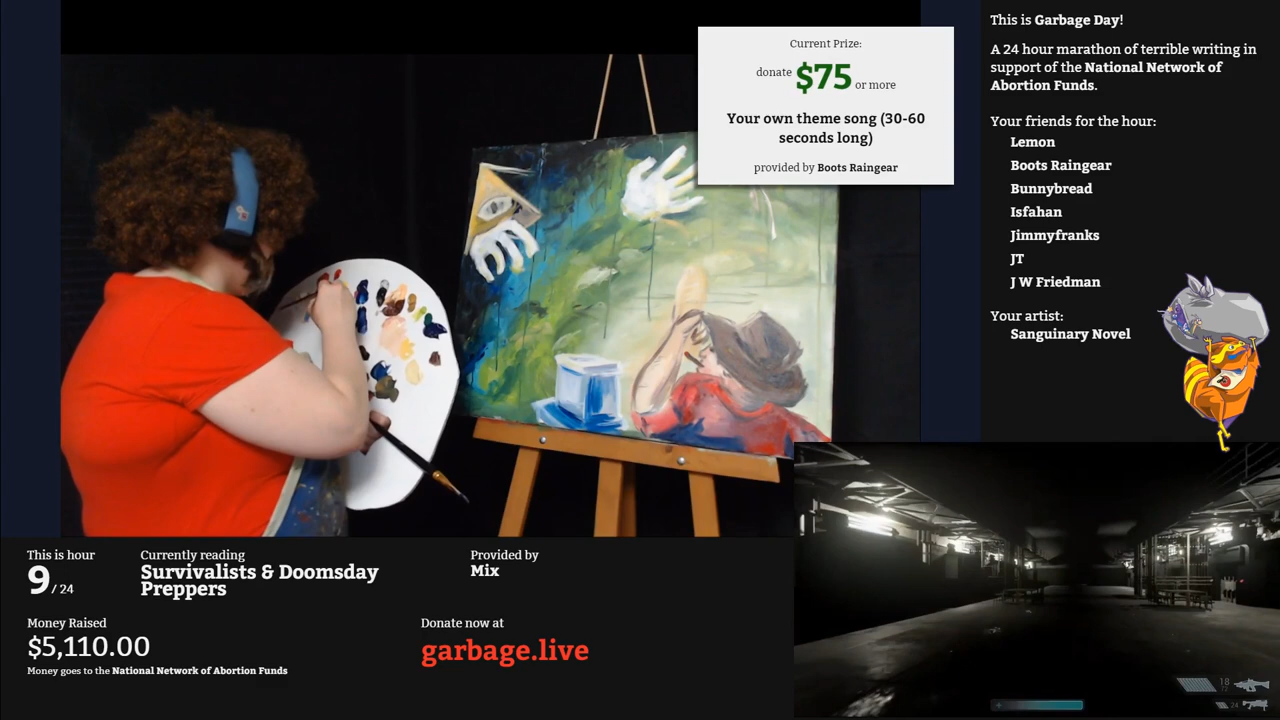 Current Prize:
donate $75 or more
Your own theme song (30-60
seconds long)
provided by Boots Raingear
This is Garbage Day!
A 24 hour marathon of terrible writing in
support of the National Network of
Abortion Funds.
Your friends for the hour:
Lemon
Boots Raingear
Bunnybread
Isfahan
Jimmyfranks
JT
J W Friedman
Your artist:
Sanguinary Novel
This is hour
9 / 24
Currently reading
Survivalists & Doomsday
Preppers
Provided by
Mix
Money Raised
$5,110.00
Money goes to the National Network of Abortion Funds
Donate now at
garbage.live
18
24